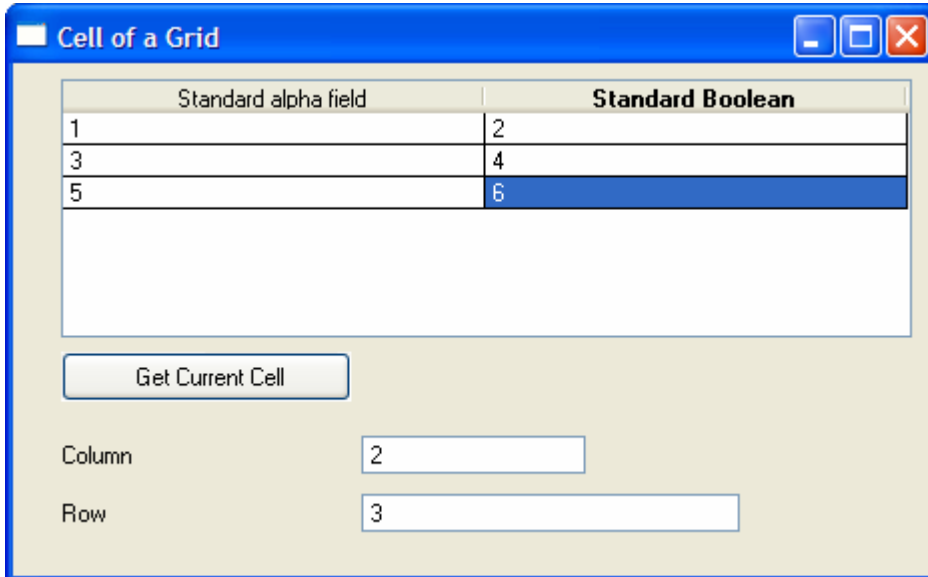 Cell of a Grid
Standard alpha field Standard Boolean
1 2
3 4
5 6
Get Current Cell
Column 2
Row 3